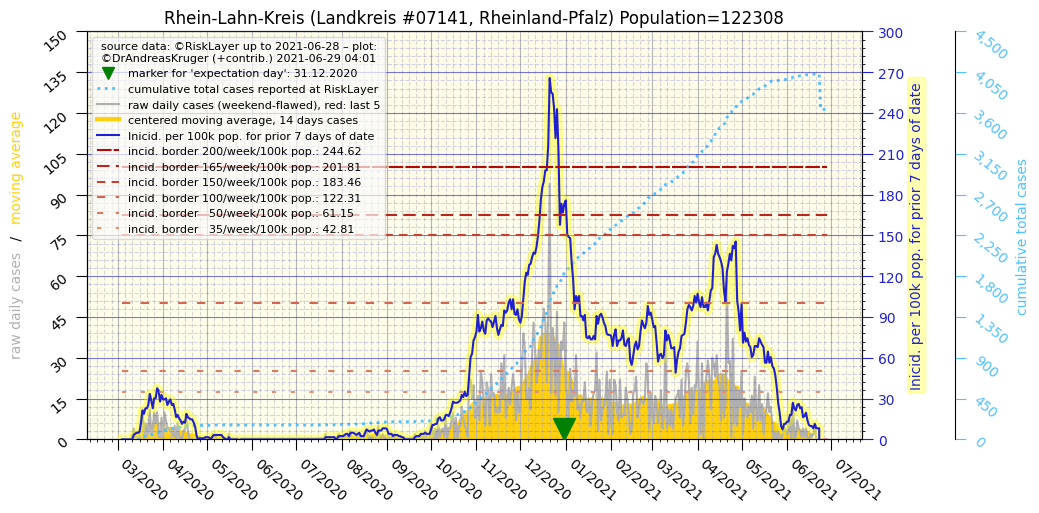 Rhein-Lahn-Kreis (Landkreis #07141, Rheinland-Pfalz) Population=122308
source data: ©RiskLayer up to 2021-06-28 – plot:
©DrAndreasKruger (+contrib.) 2021-06-29 04:01
marker for 'expectation day': 31.12.2020
cumulative total cases reported at RiskLayer
raw daily cases (weekend-flawed), red: last 5
centered moving average, 14 days cases
Inicid. per 100k pop. for prior 7 days of date
incid. border 200/week/100k pop.: 244.62
incid. border 165/week/100k pop.: 201.81
incid. border 150/week/100k pop.: 183.46
incid. border 100/week/100k pop.: 122.31
incid. border 50/week/100k pop.: 61.15
incid. border 35/week/100k pop.: 42.81
raw daily cases / moving average
150
135
120
105
90
75
60
45
30
15
0
300
270
240
210
180
150
120
90
60
30
0
Inicid. per 100k pop. for prior 7 days of date
4,500
4,050
3,600
3,150
2,700
2,250
1,800
1,350
900
450
0
cumulative total cases
03/2020
04/2020
05/2020
06/2020
07/2020
08/2020
09/2020
10/2020
11/2020
12/2020
01/2021
02/2021
03/2021
04/2021
05/2021
06/2021
07/2021